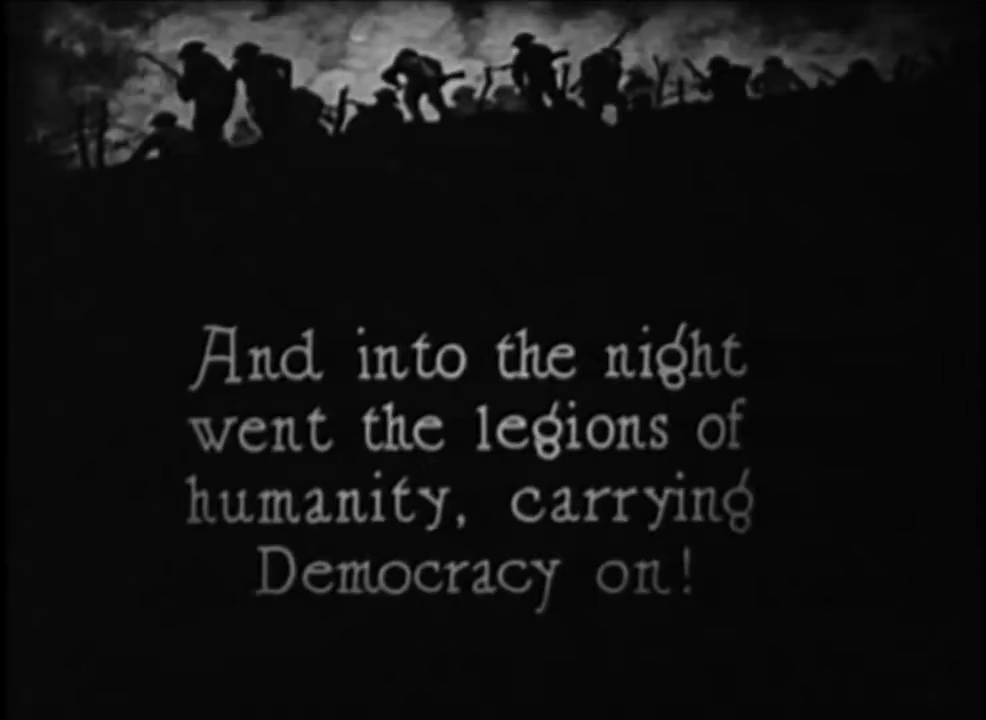 And into the night
went the legions of
humanity, carrying
Democracy on!